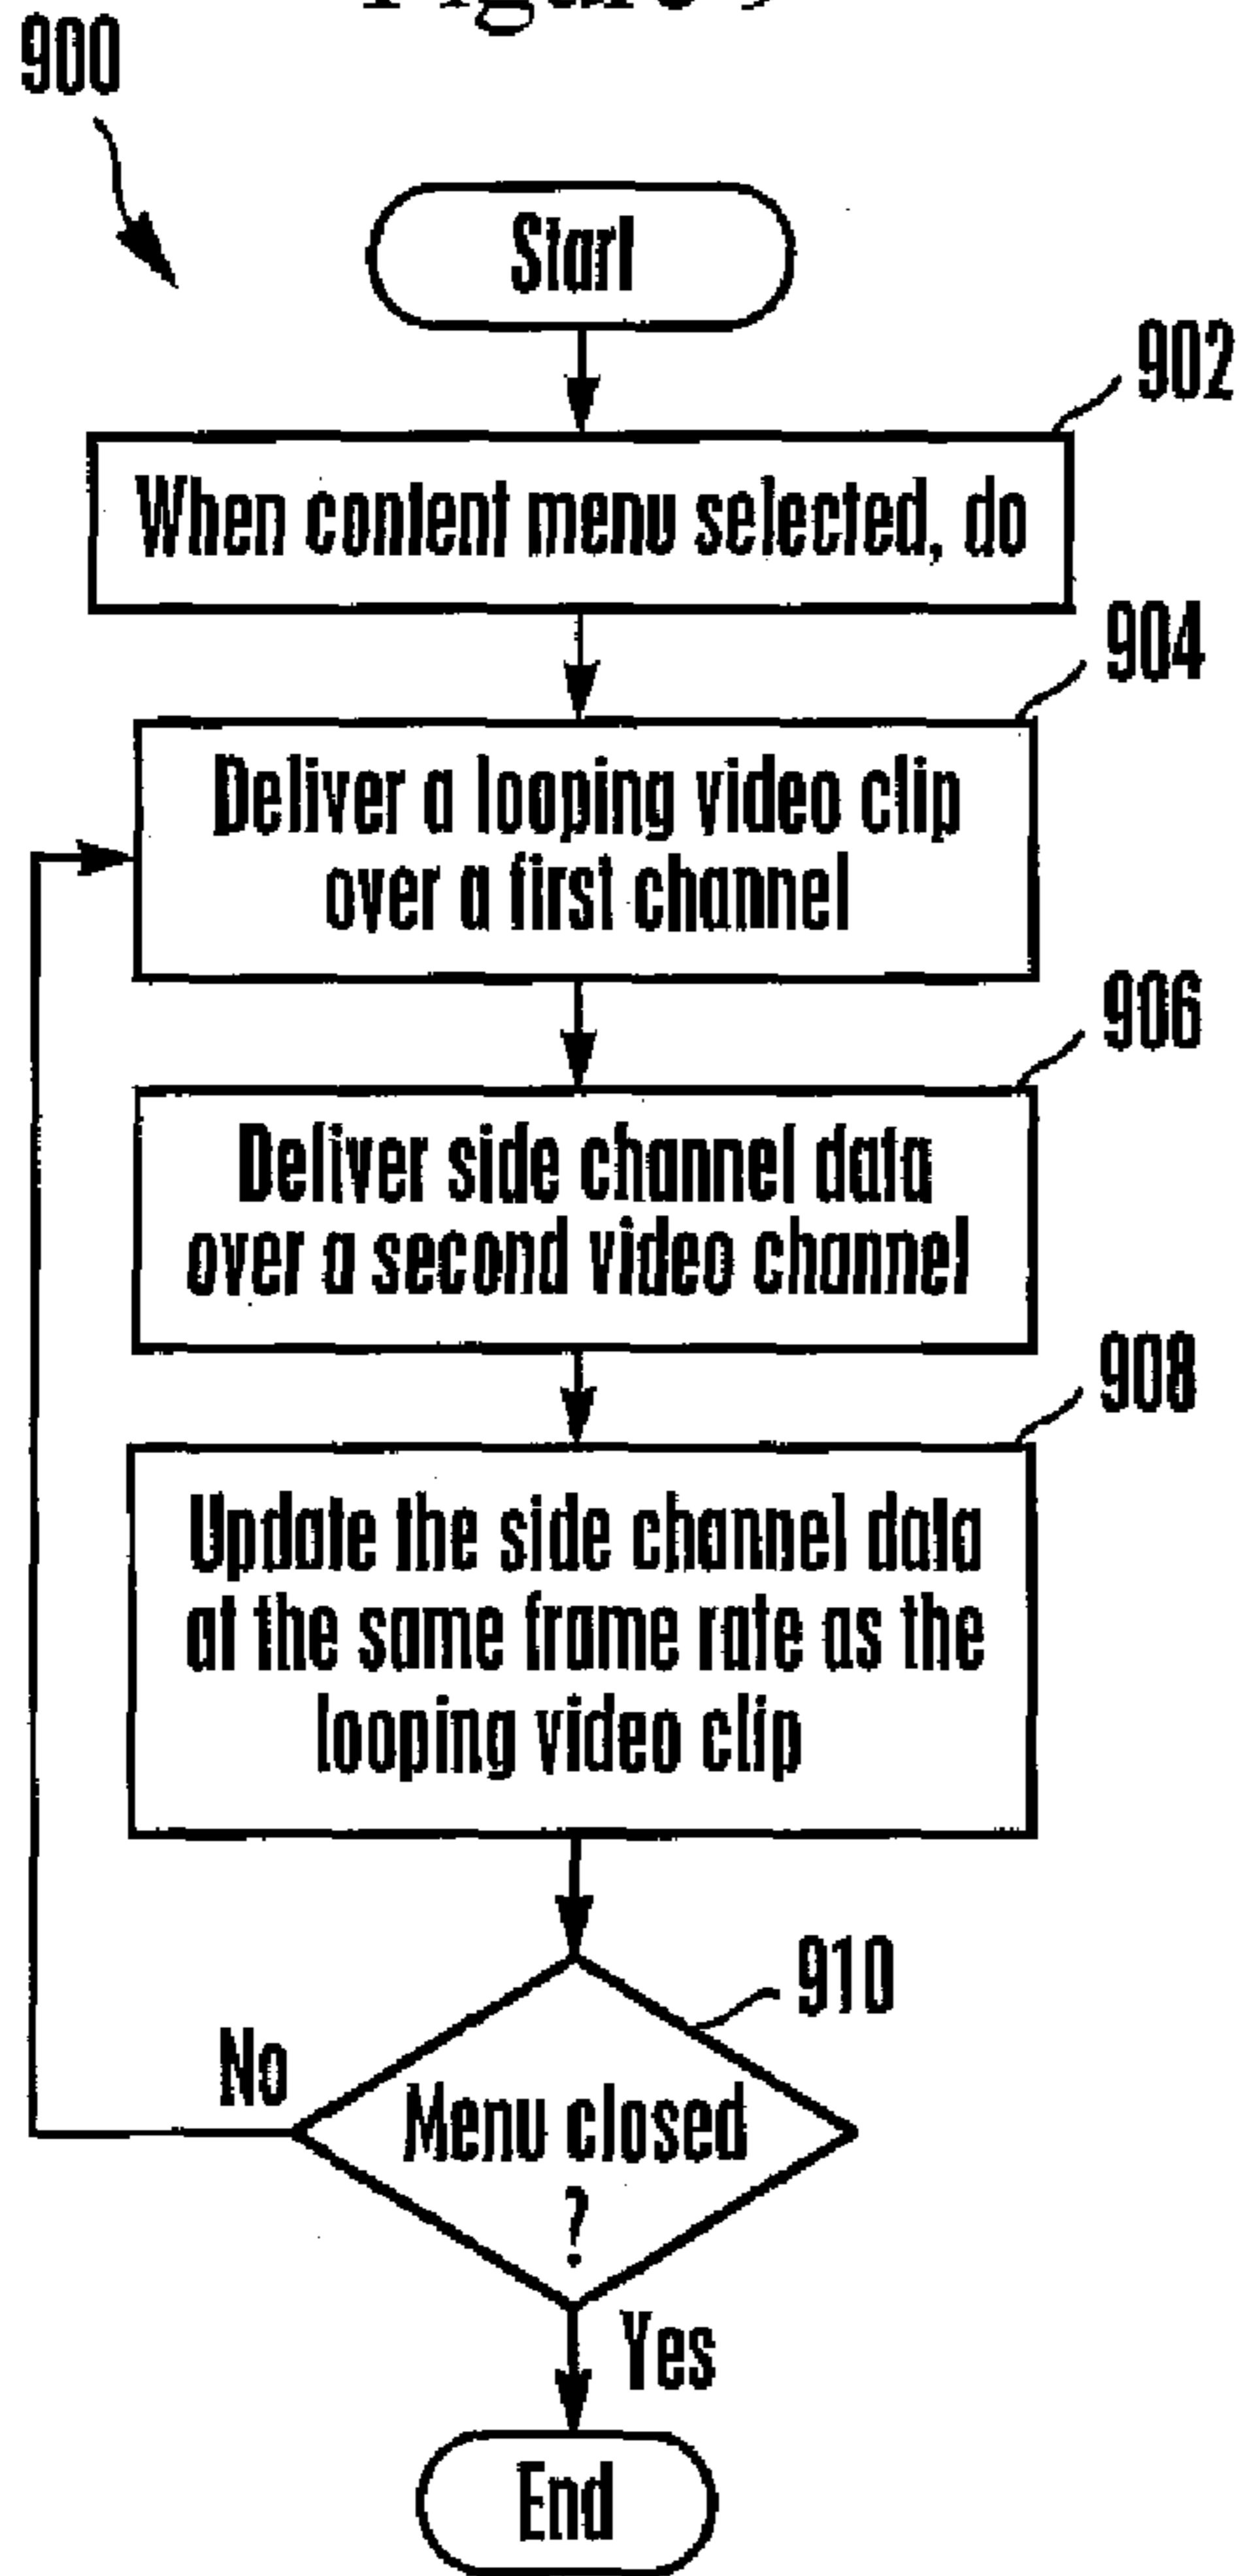 Figure
900
Start
902
When content menu selected, do
904
Deliver a looping video clip
over a first channel
906
Deliver side channel data
over a second video channel
908
Update the side channel data
at the same frame rate as the
looping video clip
910
No
Menu closed
?
Yes
End